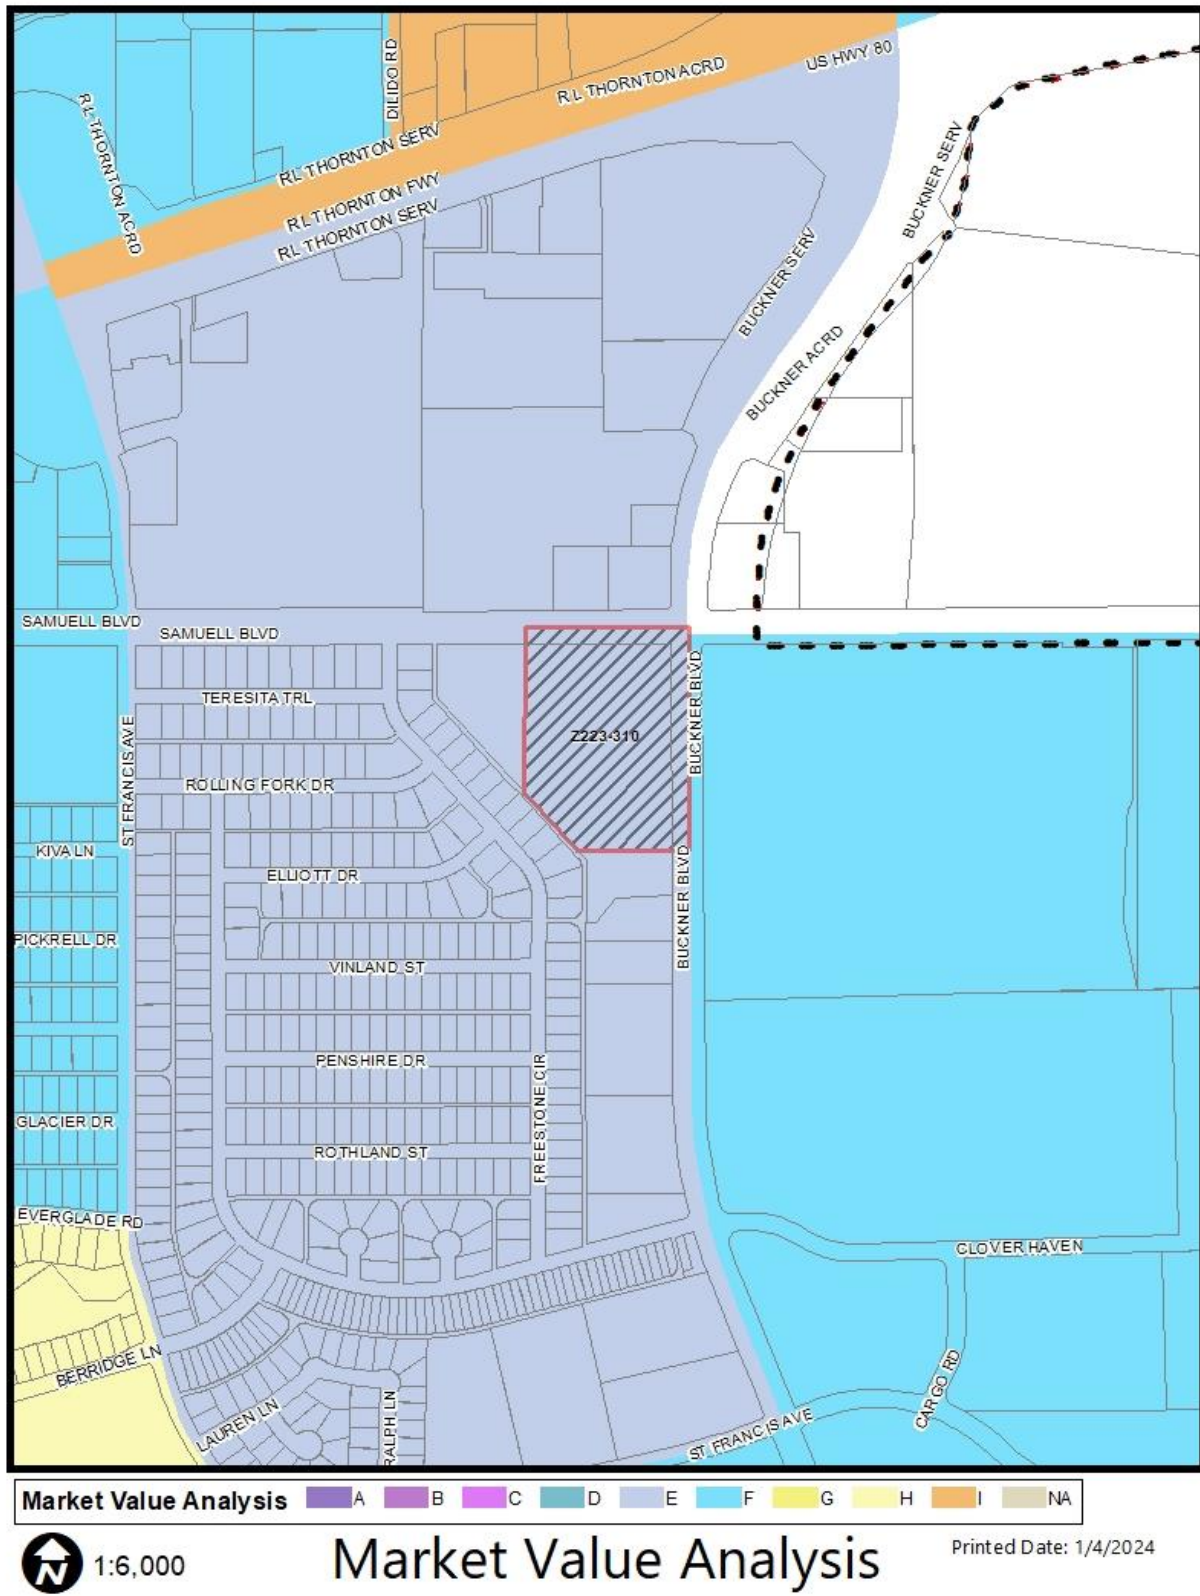 DILIDO RD
US HWY 80
R L THORNTON ACRD
R L THORNTON ACRD
RL THORNTON SERV
RL THORNTON FWY
RL THORNTON SERV
BUCKNER SERV
BUCKNER SERV
BUCKNER ACRD
SAMUELL BLVD
SAMUELL BLVD
BUCKNER BLVD
TERESITA TRL
Z223-310
ST FRANCIS AVE
ROLLING FORK DR
KIVA LN
ELLIOTT DR
BUCKNER BLVD
PICKRELL DR
VINLAND ST
PENSHIRE DR
FREESTONE CIR
GLACIER DR
ROTHLAND ST
EVERGLADE RD
CLOVER HAVEN
BERRIDGE LN
CARGO RD
LAUREN LN
RALPH LN
ST FRANCIS AVE
Market Value Analysis A B C D E F G H I NA
N 1:6,000
Market Value Analysis
Printed Date: 1/4/2024